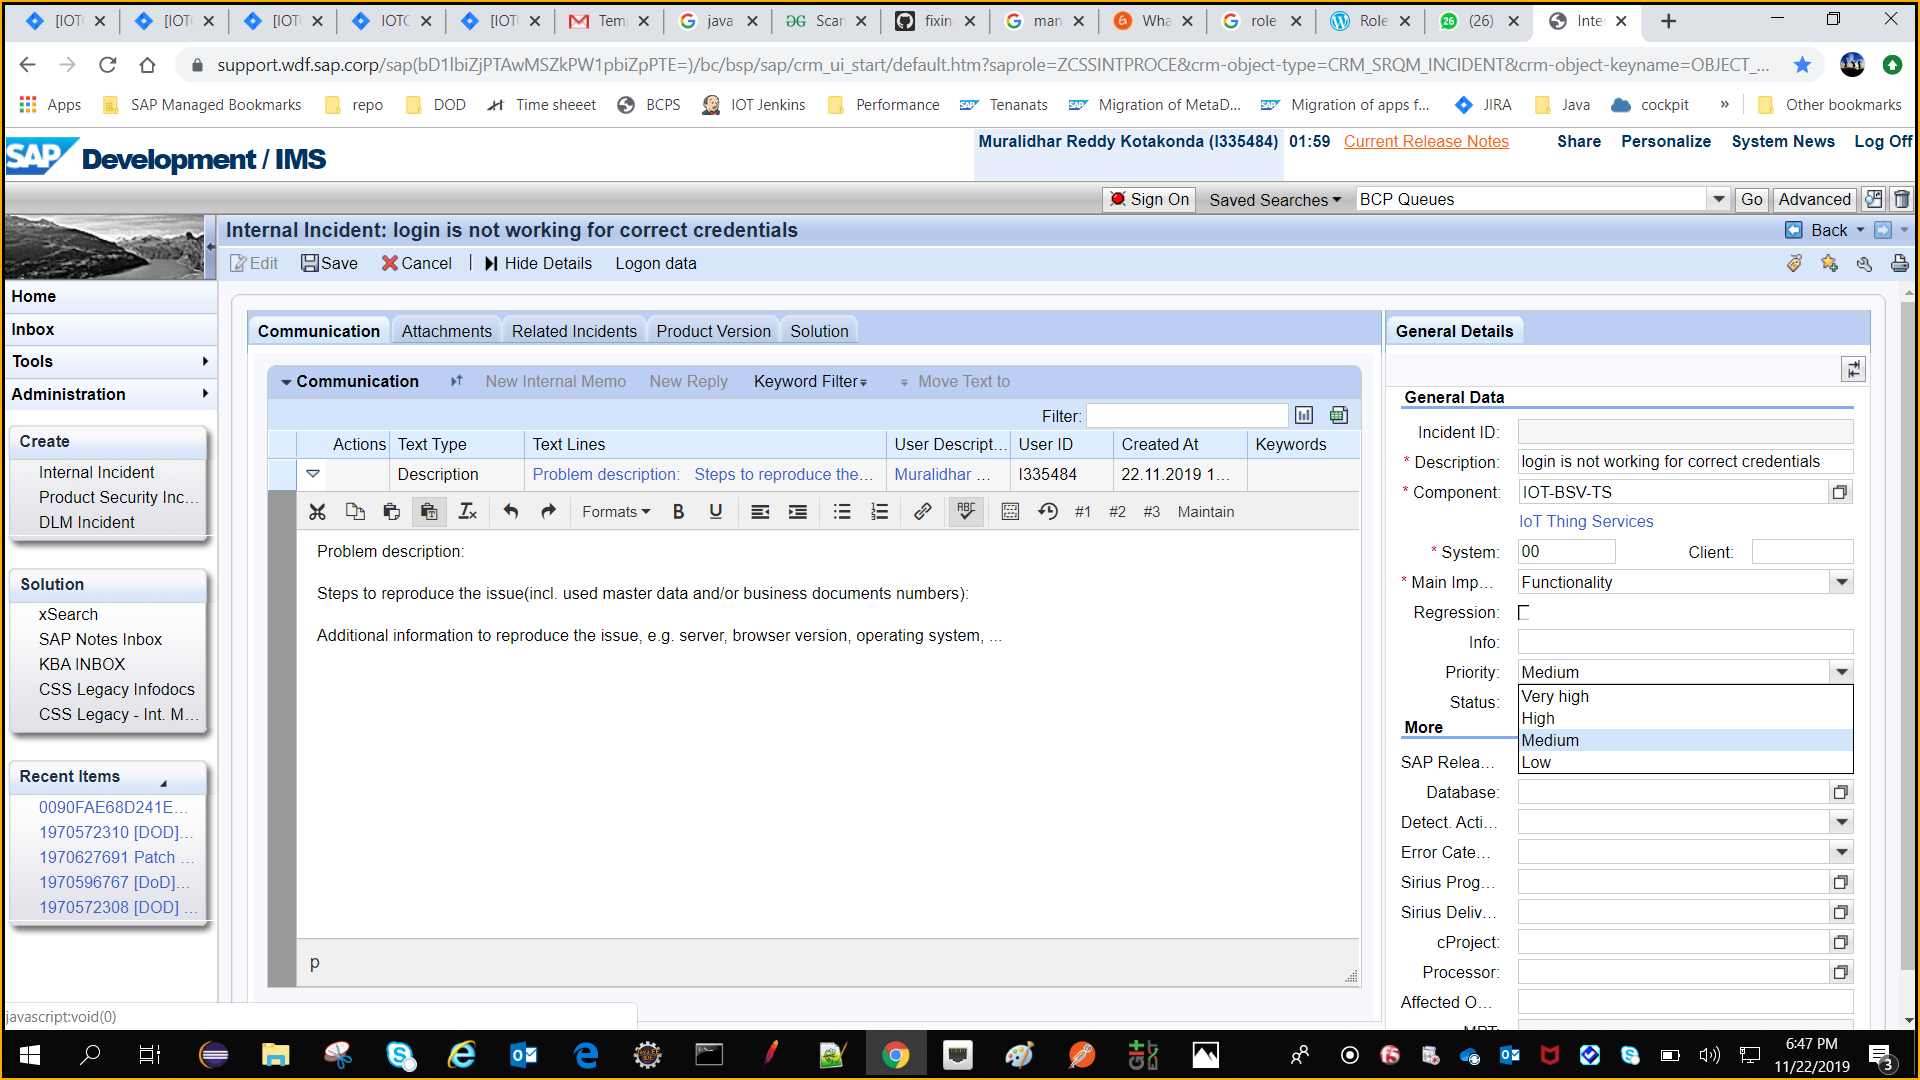 [IOTC
[IOTC
[IOTC
IOTC
[IOTC
Temp
java
Scan
fixin
man
Wha
role
Role
(26)
Inte
support.wdf.sap.corp/sap(bD1lbiZjPTAwMSZkPW1pbiZpPTE=)/bc/bsp/sap/crm_ui_start/default.htm?saprole=ZCSSINTPROCE&crm-object-type=CRM_SRQM_INCIDENT&crm-object-keyname=OBJECT_...
Apps SAP Managed Bookmarks repo DOD Time sheeet BCPS IOT Jenkins Performance Tenanats Migration of MetaD... Migration of apps f... JIRA Java cockpit » Other bookmarks
SAP Development / IMS
Muralidhar Reddy Kotakonda (I335484) 01:59 Current Release Notes Share Personalize System News Log Off
Sign On Saved Searches BCP Queues Go Advanced
Internal Incident: login is not working for correct credentials Back
Edit Save Cancel Hide Details Logon data
Home
Inbox
Tools
Administration
Create
Internal Incident
Product Security Inc...
DLM Incident
Solution
xSearch
SAP Notes Inbox
KBA INBOX
CSS Legacy Infodocs
CSS Legacy - Int. M...
Recent Items
0090FAE68D241E...
1970572310 [DOD]...
1970627691 Patch ...
1970596767 [DoD]...
1970572308 [DOD] ...
Communication Attachments Related Incidents Product Version Solution
Communication New Internal Memo New Reply Keyword Filter Move Text to
Filter:
Actions Text Type Text Lines User Descript... User ID Created At Keywords
Description Problem description: Steps to reproduce the... Muralidhar ... I335484 22.11.2019 1...
Formats B U ABC #1 #2 #3 Maintain
Problem description:
Steps to reproduce the issue(incl. used master data and/or business documents numbers):
Additional information to reproduce the issue, e.g. server, browser version, operating system, ...
p
General Details
General Data
Incident ID:
* Description: login is not working for correct credentials
* Component: IOT-BSV-TS
IoT Thing Services
* System: 00 Client:
* Main Imp... Functionality
Regression:
Info:
Priority: Medium
Very high
High
Medium
Low
Status:
More
SAP Relea...
Database:
Detect. Acti...
Error Cate...
Sirius Prog...
Sirius Deliv...
cProject:
Processor:
Affected O...
javascript:void(0)
6:47 PM
11/22/2019
3